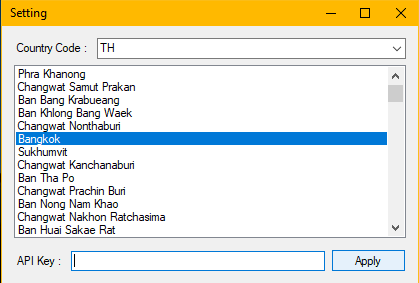 Setting
Country Code : TH
Phra Khanong
Changwat Samut Prakan
Ban Bang Krabueang
Ban Khlong Bang Waek
Changwat Nonthaburi
Bangkok
Sukhumvit
Changwat Kanchanaburi
Ban Tha Po
Changwat Prachin Buri
Ban Nong Nam Khao
Changwat Nakhon Ratchasima
Ban Huai Sakae Rat
API Key : Apply